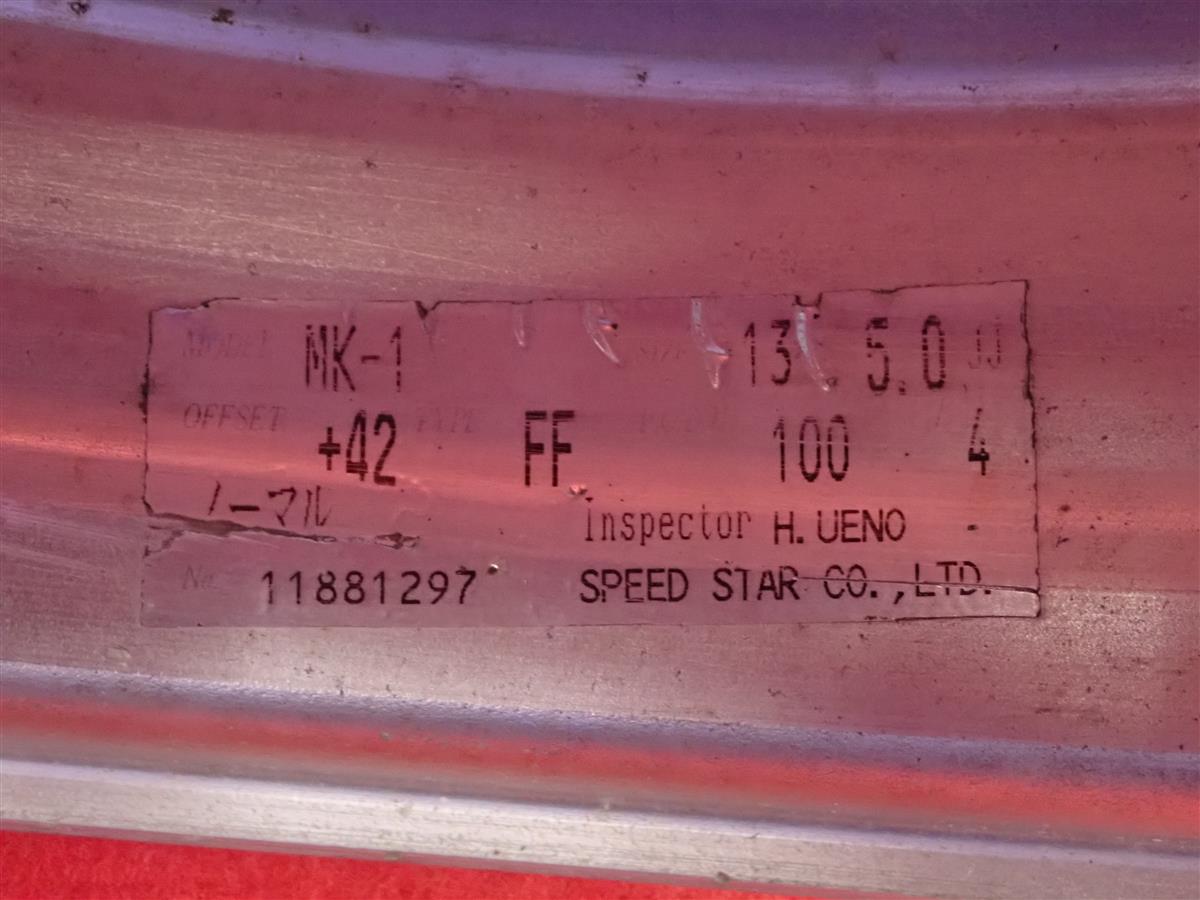 MODEL MK-1 SIZE 13 5.0 JJ
OFFSET +42 TYPE FF P.C.D 100 4
ノーマル Inspector H. UENO
No. 11881297 SPEED STAR CO.,LTD.